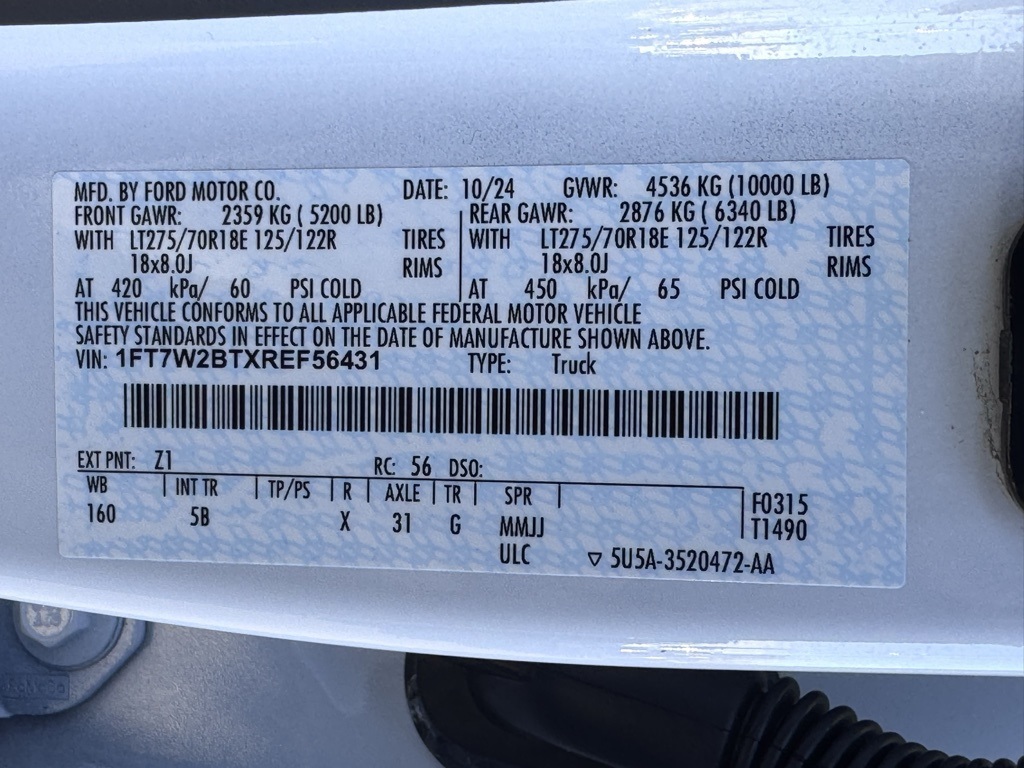 MFD. BY FORD MOTOR CO. DATE: 10/24 GVWR: 4536 KG (10000 LB)
FRONT GAWR: 2359 KG ( 5200 LB) REAR GAWR: 2876 KG ( 6340 LB)
WITH LT275/70R18E 125/122R TIRES WITH LT275/70R18E 125/122R TIRES
18x8.0J RIMS 18x8.0J RIMS
AT 420 kPa/ 60 PSI COLD AT 450 kPa/ 65 PSI COLD
THIS VEHICLE CONFORMS TO ALL APPLICABLE FEDERAL MOTOR VEHICLE
SAFETY STANDARDS IN EFFECT ON THE DATE OF MANUFACTURE SHOWN ABOVE.
VIN: 1FT7W2BTXREF56431 TYPE: Truck
EXT PNT: Z1 RC: 56 DSO:
WB INT TR TP/PS R AXLE TR SPR F0315
160 5B X 31 G MMJJ T1490
ULC ▽ 5U5A-3520472-AA